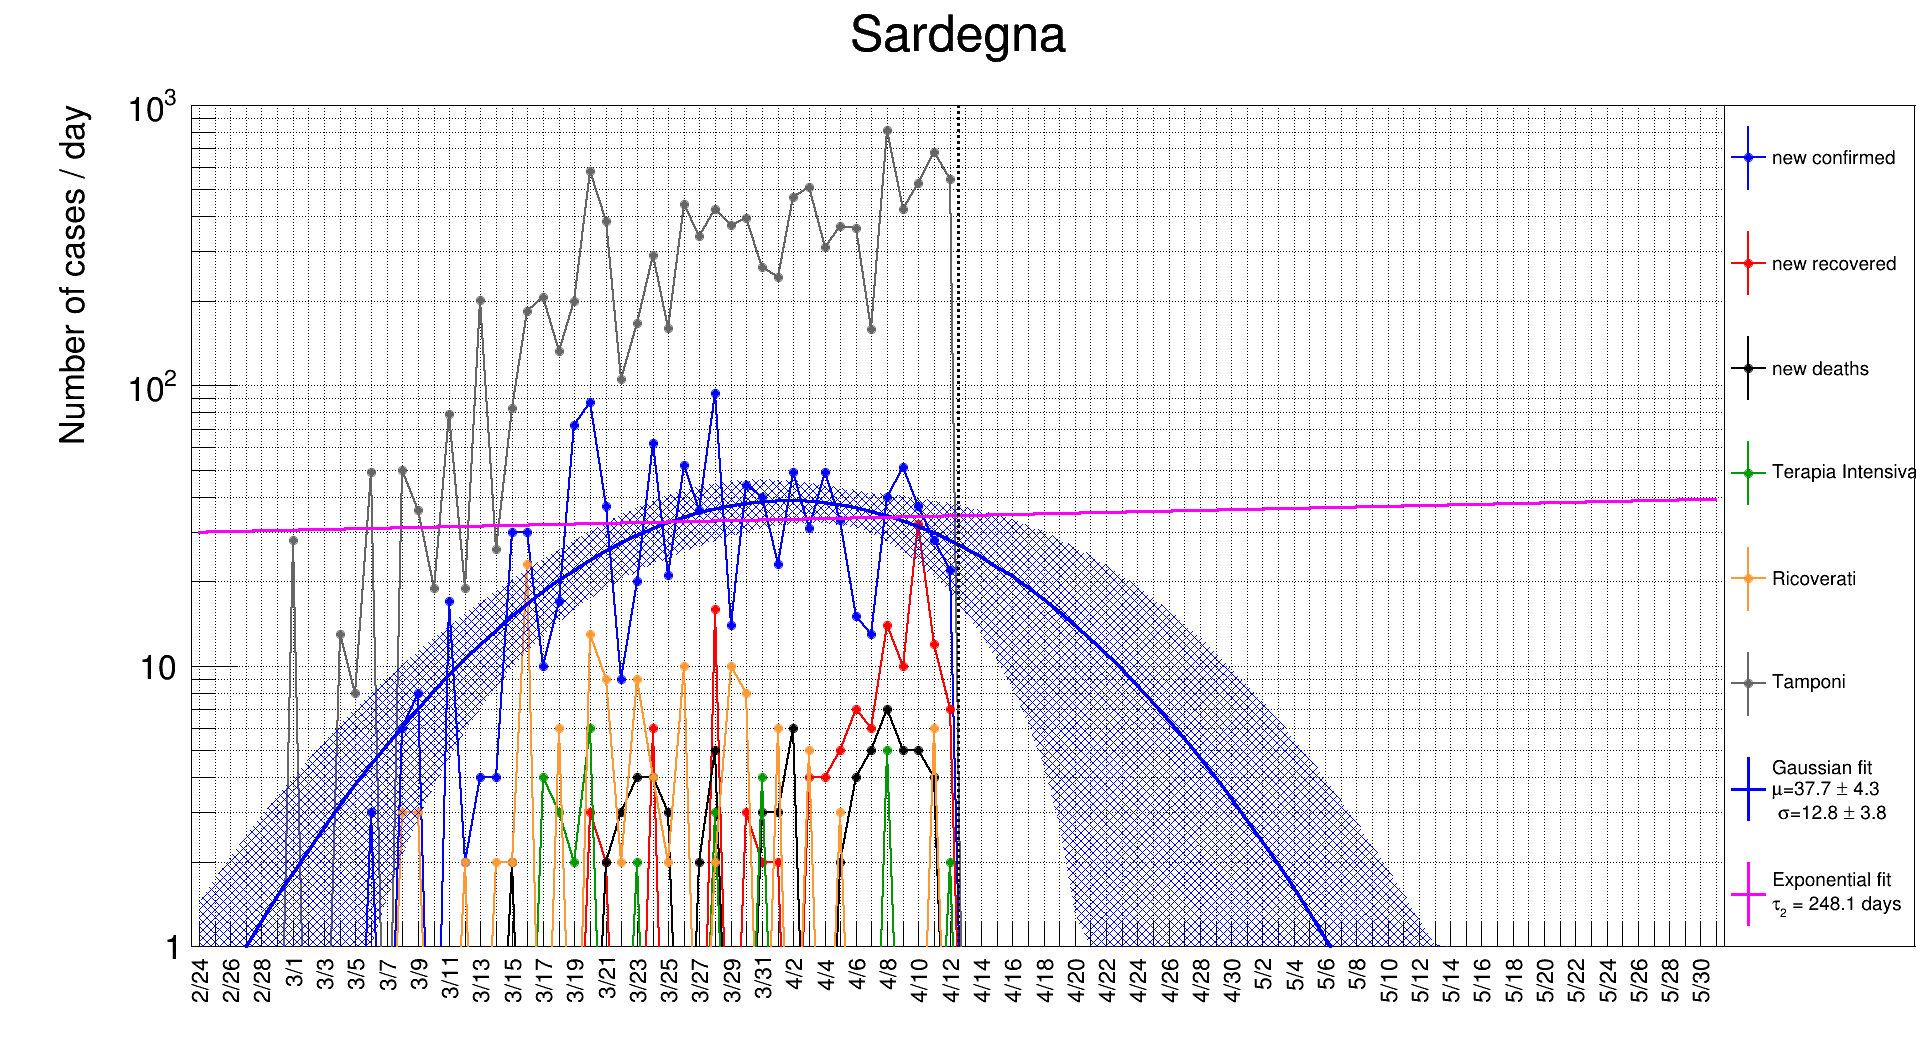 Sardegna
Number of cases / day
10³
10²
10
1
2/24 2/26 2/28 3/1 3/3 3/5 3/7 3/9 3/11 3/13 3/15 3/17 3/19 3/21 3/23 3/25 3/27 3/29 3/31 4/2 4/4 4/6 4/8 4/10 4/12 4/14 4/16 4/18 4/20 4/22 4/24 4/26 4/28 4/30 5/2 5/4 5/6 5/8 5/10 5/12 5/14 5/16 5/18 5/20 5/22 5/24 5/26 5/28 5/30
new confirmed
new recovered
new deaths
Terapia Intensiva
Ricoverati
Tamponi
Gaussian fit
μ=37.7 ± 4.3
σ=12.8 ± 3.8
Exponential fit
τ₂ = 248.1 days